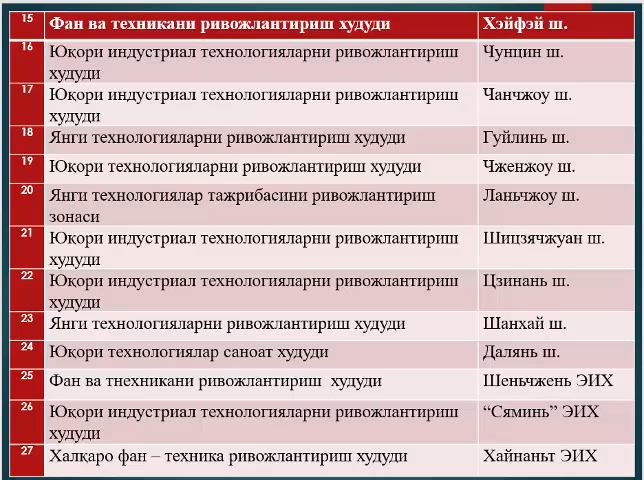 15 Фан ва техникани ривожлантириш худуди Хэйфэй ш.
16 Юқори индустриал технологияларни ривожлантириш Чунцин ш.
худуди
17 Юқори индустриал технологияларни ривожлантириш Чанчжоу ш.
худуди
18 Янги технологияларни ривожлантириш худуди Гуйлинь ш.
19 Юқори технологияларни ривожлантириш худуди Чженжоу ш.
20 Янги технологиялар тажрибасини ривожлантириш Ланьчжоу ш.
зонаси
21 Юқори индустриал технологияларни ривожлантириш Шицзячжуан ш.
худуди
22 Юқори индустриал технологияларни ривожлантириш Цзинань ш.
худуди
23 Янги технологияларни ривожлантириш худуди Шанхай ш.
24 Юқори технологиялар саноат худуди Далянь ш.
25 Фан ва тнехникани ривожлантириш худуди Шеньчжень ЭИХ
26 Юқори индустриал технологияларни ривожлантириш “Сяминь” ЭИХ
худуди
27 Халқаро фан – техника ривожлантириш худуди Хайнаньт ЭИХ